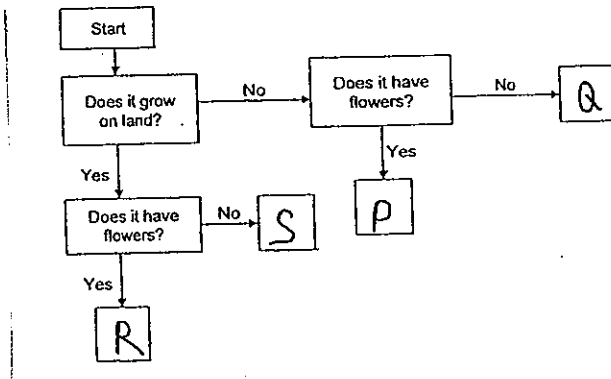 Start
Does it grow
on land?
No
Does it have
flowers?
No
Q
Yes
P
Yes
Does it have
flowers?
No
S
Yes
R